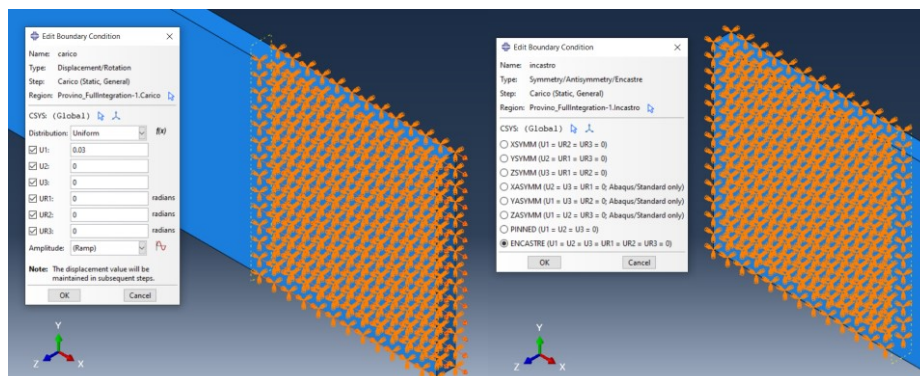 Edit Boundary Condition
Name: carico
Type: Displacement/Rotation
Step: Carico (Static, General)
Region: Provino_FullIntegration-1.Carico
CSYS: (Global)
Distribution: Uniform f(x)
U1: 0.03
U2: 0
U3: 0
UR1: 0 radians
UR2: 0 radians
UR3: 0 radians
Amplitude: (Ramp)
Note: The displacement value will be
maintained in subsequent steps.
OK Cancel
Y
Z X
Edit Boundary Condition
Name: incastro
Type: Symmetry/Antisymmetry/Encastre
Step: Carico (Static, General)
Region: Provino_FullIntegration-1.Incastro
CSYS: (Global)
XSYMM (U1 = UR2 = UR3 = 0)
YSYMM (U2 = UR1 = UR3 = 0)
ZSYMM (U3 = UR1 = UR2 = 0)
XASYMM (U2 = U3 = UR1 = 0; Abaqus/Standard only)
YASYMM (U1 = U3 = UR2 = 0; Abaqus/Standard only)
ZASYMM (U1 = U2 = UR3 = 0; Abaqus/Standard only)
PINNED (U1 = U2 = U3 = 0)
ENCASTRE (U1 = U2 = U3 = UR1 = UR2 = UR3 = 0)
OK Cancel
Y
Z X